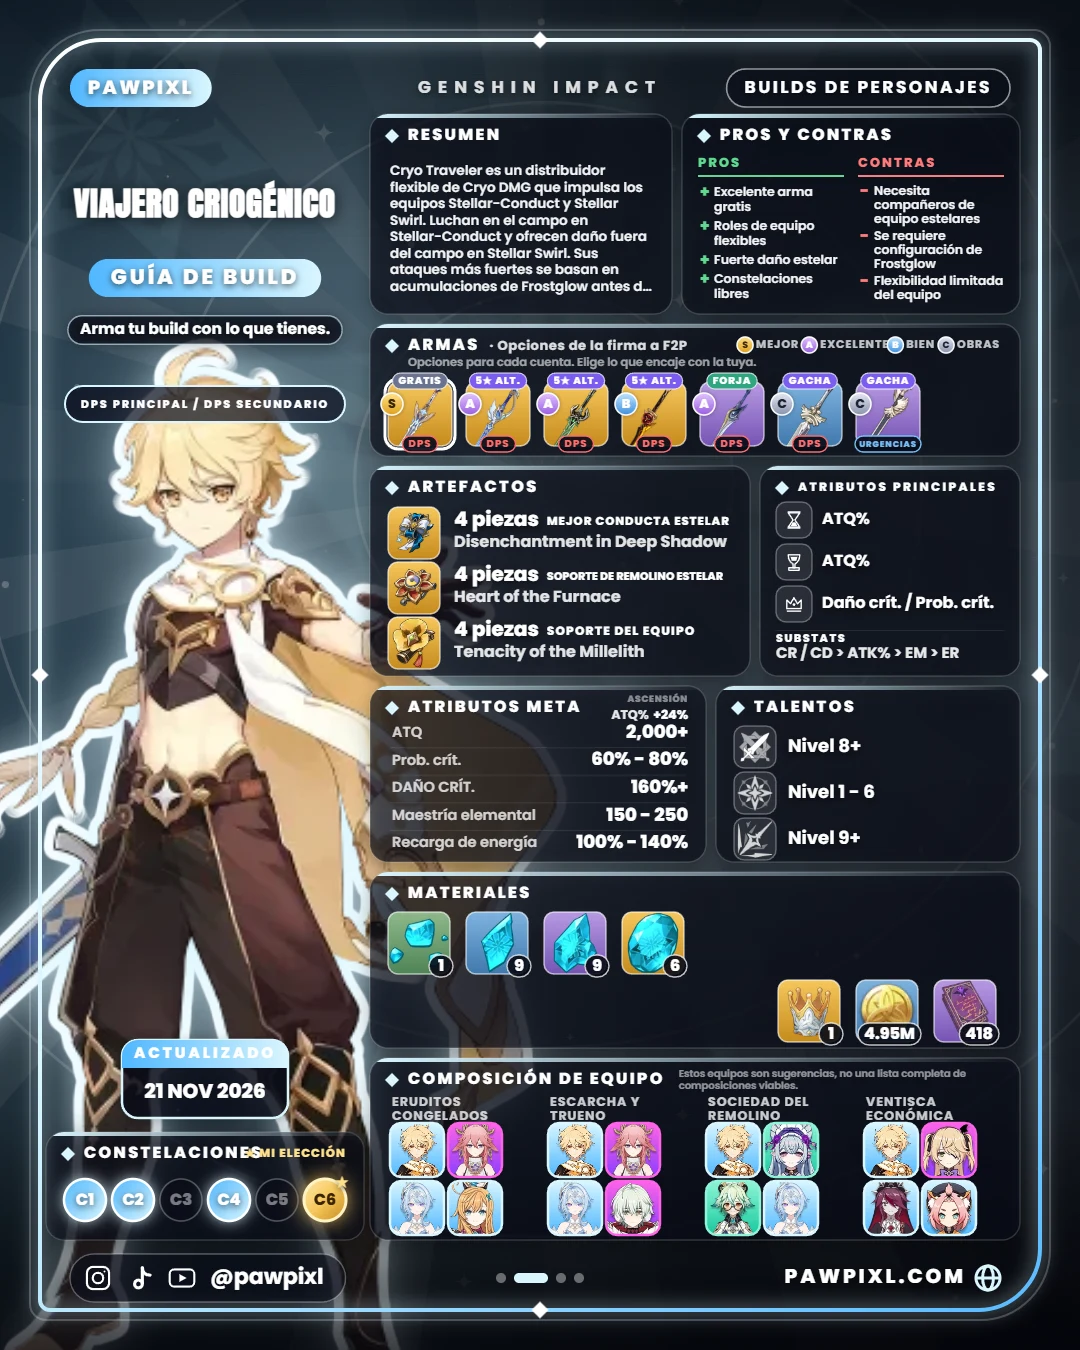 PAWPIXL
GENSHIN IMPACT
BUILDS DE PERSONAJES
VIAJERO CRIOGÉNICO
GUÍA DE BUILD
Arma tu build con lo que tienes.
DPS PRINCIPAL / DPS SECUNDARIO
RESUMEN
Cryo Traveler es un distribuidor
flexible de Cryo DMG que impulsa los
equipos Stellar-Conduct y Stellar
Swirl. Luchan en el campo en
Stellar-Conduct y ofrecen daño fuera
del campo en Stellar Swirl. Sus
ataques más fuertes se basan en
acumulaciones de Frostglow antes d...
PROS Y CONTRAS
PROS
+ Excelente arma
gratis
+ Roles de equipo
flexibles
+ Fuerte daño estelar
+ Constelaciones
libres
CONTRAS
- Necesita
compañeros de
equipo estelares
- Se requiere
configuración de
Frostglow
- Flexibilidad limitada
del equipo
ARMAS · Opciones de la firma a F2P
S MEJOR A EXCELENTE B BIEN C OBRAS
Opciones para cada cuenta. Elige lo que encaje con la tuya.
GRATIS 5★ ALT. 5★ ALT. 5★ ALT. FORJA GACHA GACHA
S A A B A C C
DPS DPS DPS DPS DPS DPS URGENCIAS
ARTEFACTOS
4 piezas MEJOR CONDUCTA ESTELAR
Disenchantment in Deep Shadow
4 piezas SOPORTE DE REMOLINO ESTELAR
Heart of the Furnace
4 piezas SOPORTE DEL EQUIPO
Tenacity of the Millelith
ATRIBUTOS PRINCIPALES
ATQ%
ATQ%
Daño crít. / Prob. crít.
SUBSTATS
CR / CD > ATK% > EM > ER
ATRIBUTOS META
ASCENSIÓN
ATQ% +24%
ATQ 2,000+
Prob. crít. 60% – 80%
DAÑO CRÍT. 160%+
Maestría elemental 150 – 250
Recarga de energía 100% – 140%
TALENTOS
Nivel 8+
Nivel 1 – 6
Nivel 9+
MATERIALES
1 9 9 6
1 4.95M 418
ACTUALIZADO
21 NOV 2026
CONSTELACIONES
MI ELECCIÓN
C1 C2 C3 C4 C5 C6
COMPOSICIÓN DE EQUIPO
Estos equipos son sugerencias, no una lista completa de
composiciones viables.
ERUDITOS
CONGELADOS
ESCARCHA Y
TRUENO
SOCIEDAD DEL
REMOLINO
VENTISCA
ECONÓMICA
@pawpixl
PAWPIXL.COM